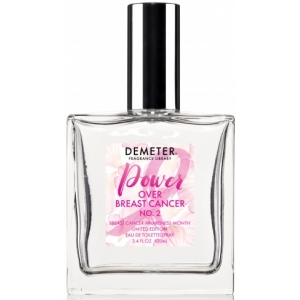 DEMETER
FRAGRANCE LIBRARY
Power
OVER
BREAST CANCER
NO. 2
BREAST CANCER AWARENESS MONTH
LIMITED EDITION
EAU DE TOILETTE SPRAY
3.4 FL OZ 100ml